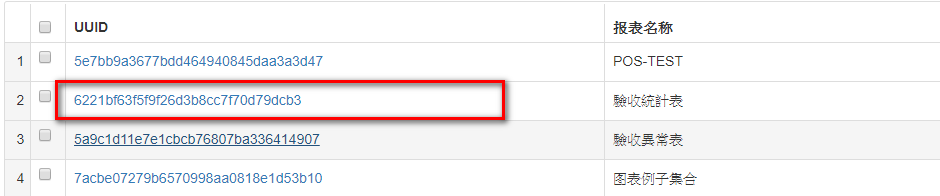 UUID 报表名称
1 5e7bb9a3677bdd464940845daa3a3d47 POS-TEST
2 6221bf63f5f9f26d3b8cc7f70d79dcb3 驗收統計表
3 5a9c1d11e7e1cbcb76807ba336414907 驗收異常表
4 7acbe07279b6570998aa0818e1d53b10 图表例子集合